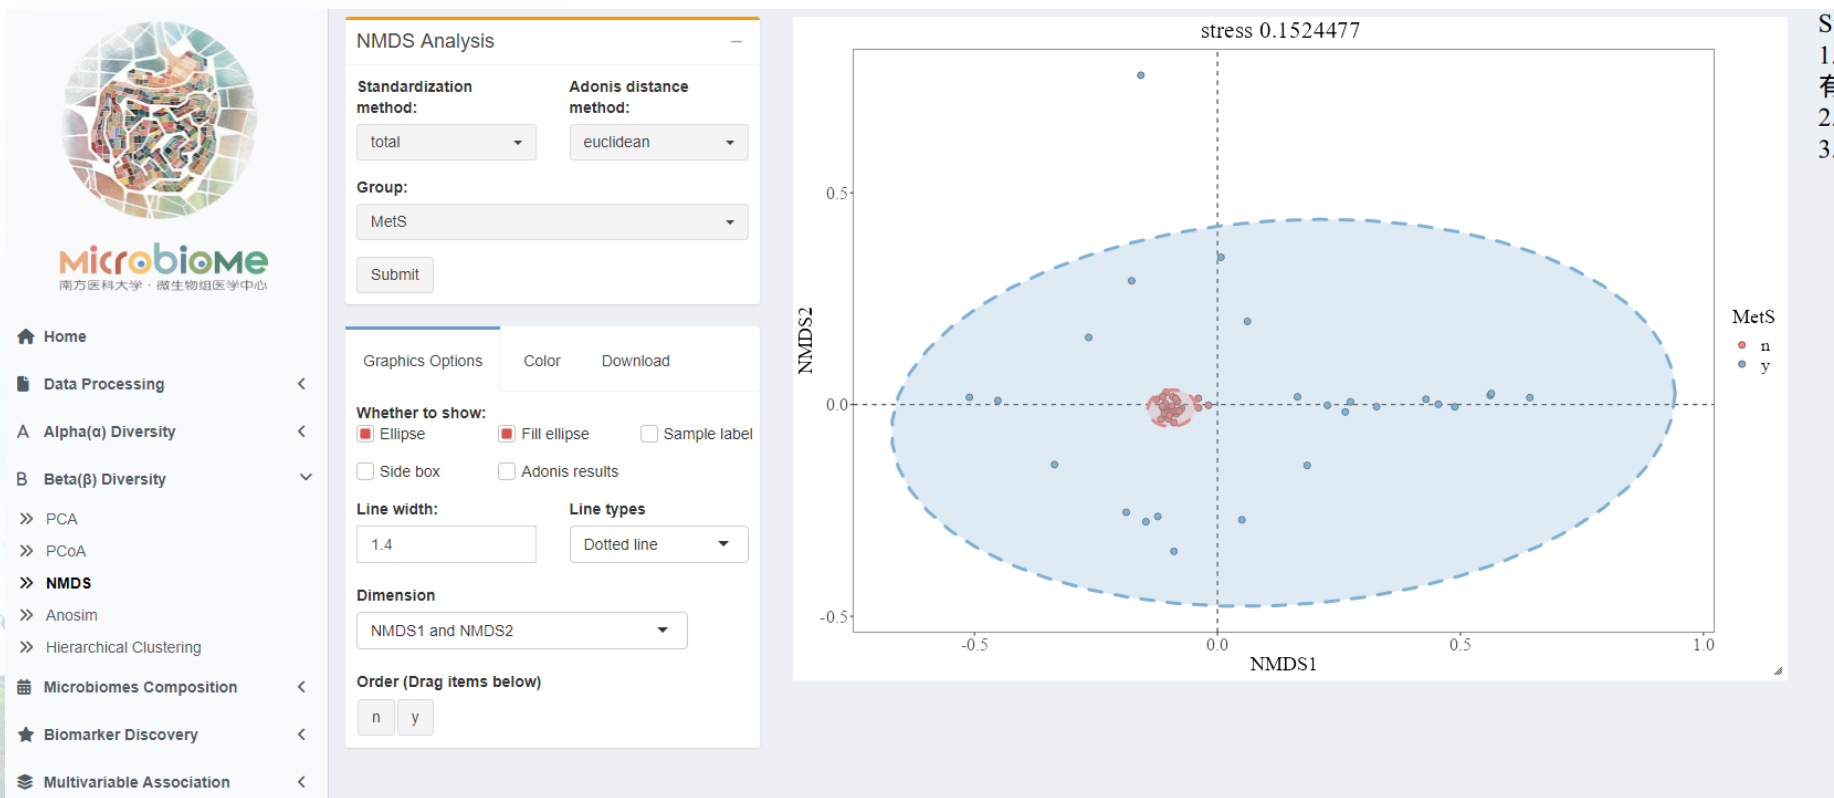 MicrobioMe
南方医科大学 · 微生物组医学中心
Home
Data Processing
A Alpha(α) Diversity
B Beta(β) Diversity
PCA
PCoA
NMDS
Anosim
Hierarchical Clustering
Microbiomes Composition
Biomarker Discovery
Multivariable Association
NMDS Analysis
Standardization method:
total
Adonis distance method:
euclidean
Group:
MetS
Submit
Graphics Options Color Download
Whether to show:
Ellipse Fill ellipse Sample label
Side box Adonis results
Line width:
1.4
Line types
Dotted line
Dimension
NMDS1 and NMDS2
Order (Drag items below)
n y
stress 0.1524477
NMDS2
0.5
0.0
-0.5
-0.5 0.0 0.5 1.0
NMDS1
MetS
n
y
S
1.
有
2.
3.